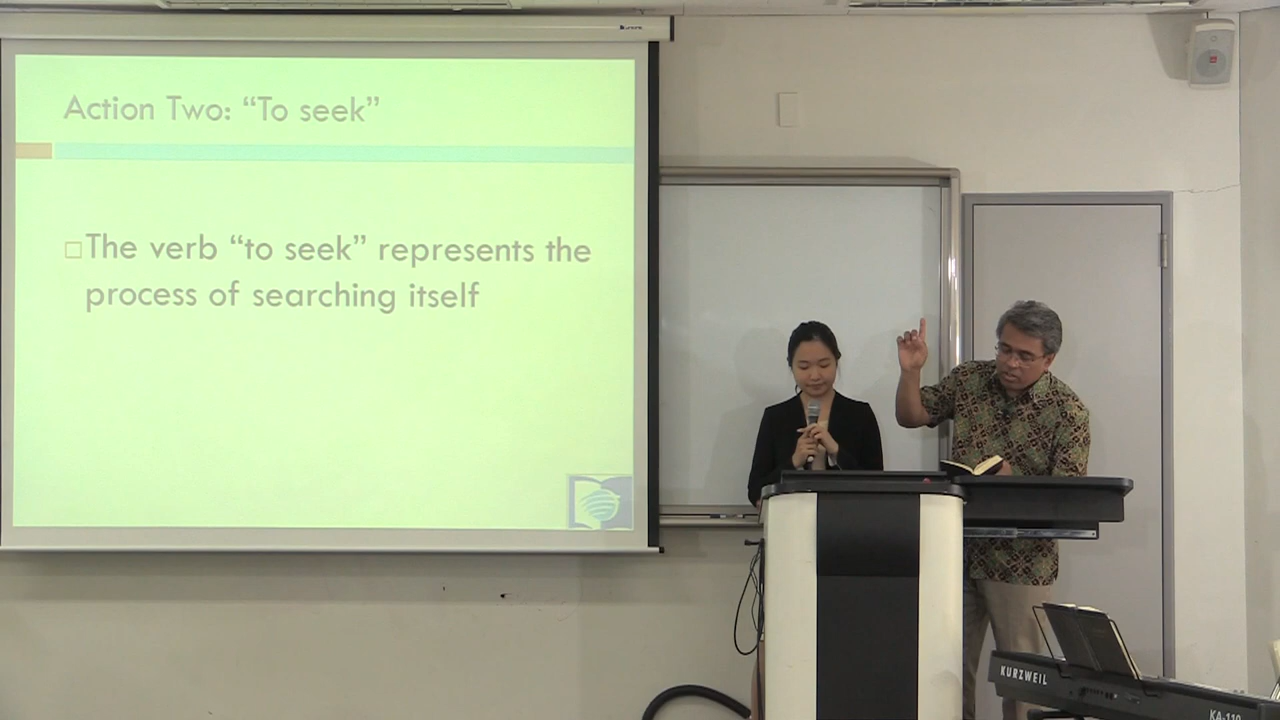 Action Two: “To seek”
The verb “to seek” represents the
process of searching itself
KURZWEIL
KA-110